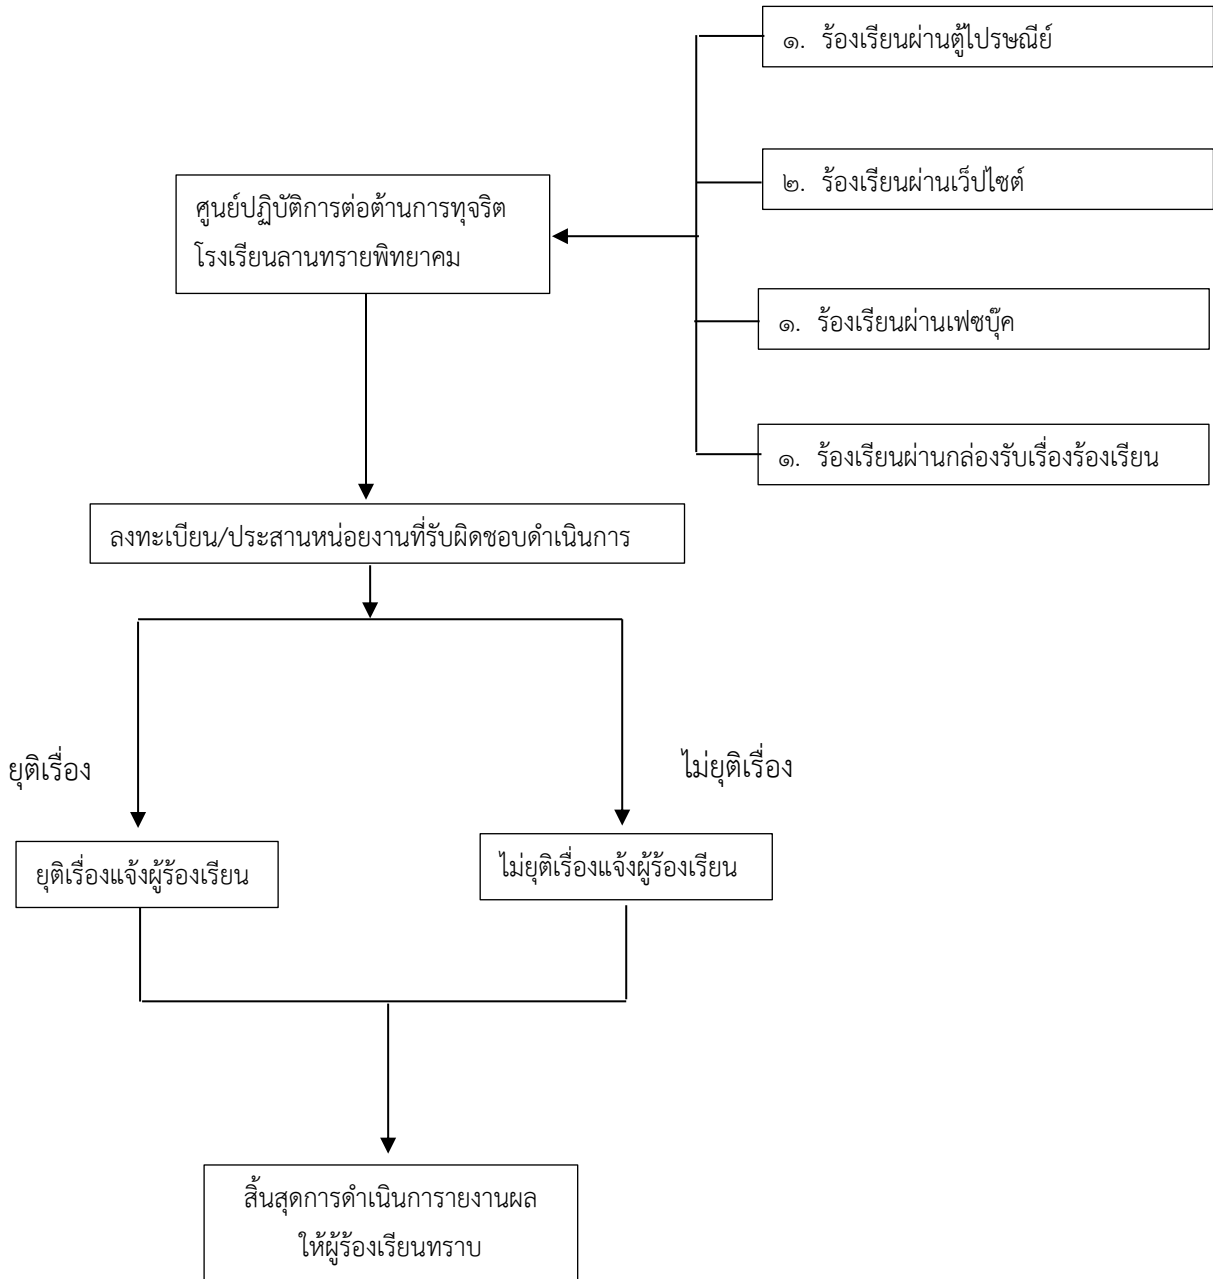 ๑. ร้องเรียนผ่านตู้ไปรษณีย์
๒. ร้องเรียนผ่านเว็ปไซต์
ศูนย์ปฏิบัติการต่อต้านการทุจริต
โรงเรียนลานทรายพิทยาคม
๑. ร้องเรียนผ่านเฟซบุ๊ค
๑. ร้องเรียนผ่านกล่องรับเรื่องร้องเรียน
ลงทะเบียน/ประสานหน่อยงานที่รับผิดชอบดำเนินการ
ยุติเรื่อง
ไม่ยุติเรื่อง
ยุติเรื่องแจ้งผู้ร้องเรียน
ไม่ยุติเรื่องแจ้งผู้ร้องเรียน
สิ้นสุดการดำเนินการายงานผล
ให้ผู้ร้องเรียนทราบ